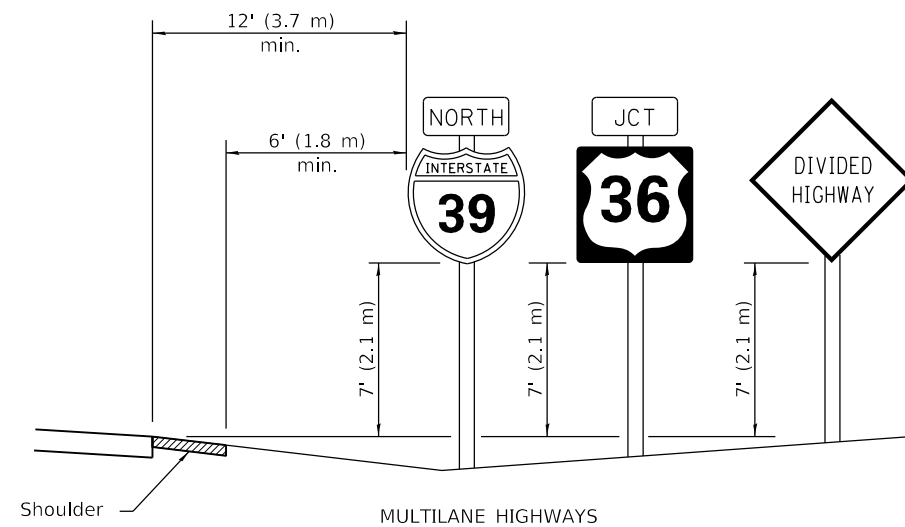 12' (3.7 m)
min.
6' (1.8 m)
min.
NORTH
INTERSTATE
39
JCT
36
DIVIDED
HIGHWAY
7' (2.1 m)
7' (2.1 m)
7' (2.1 m)
Shoulder
MULTILANE HIGHWAYS